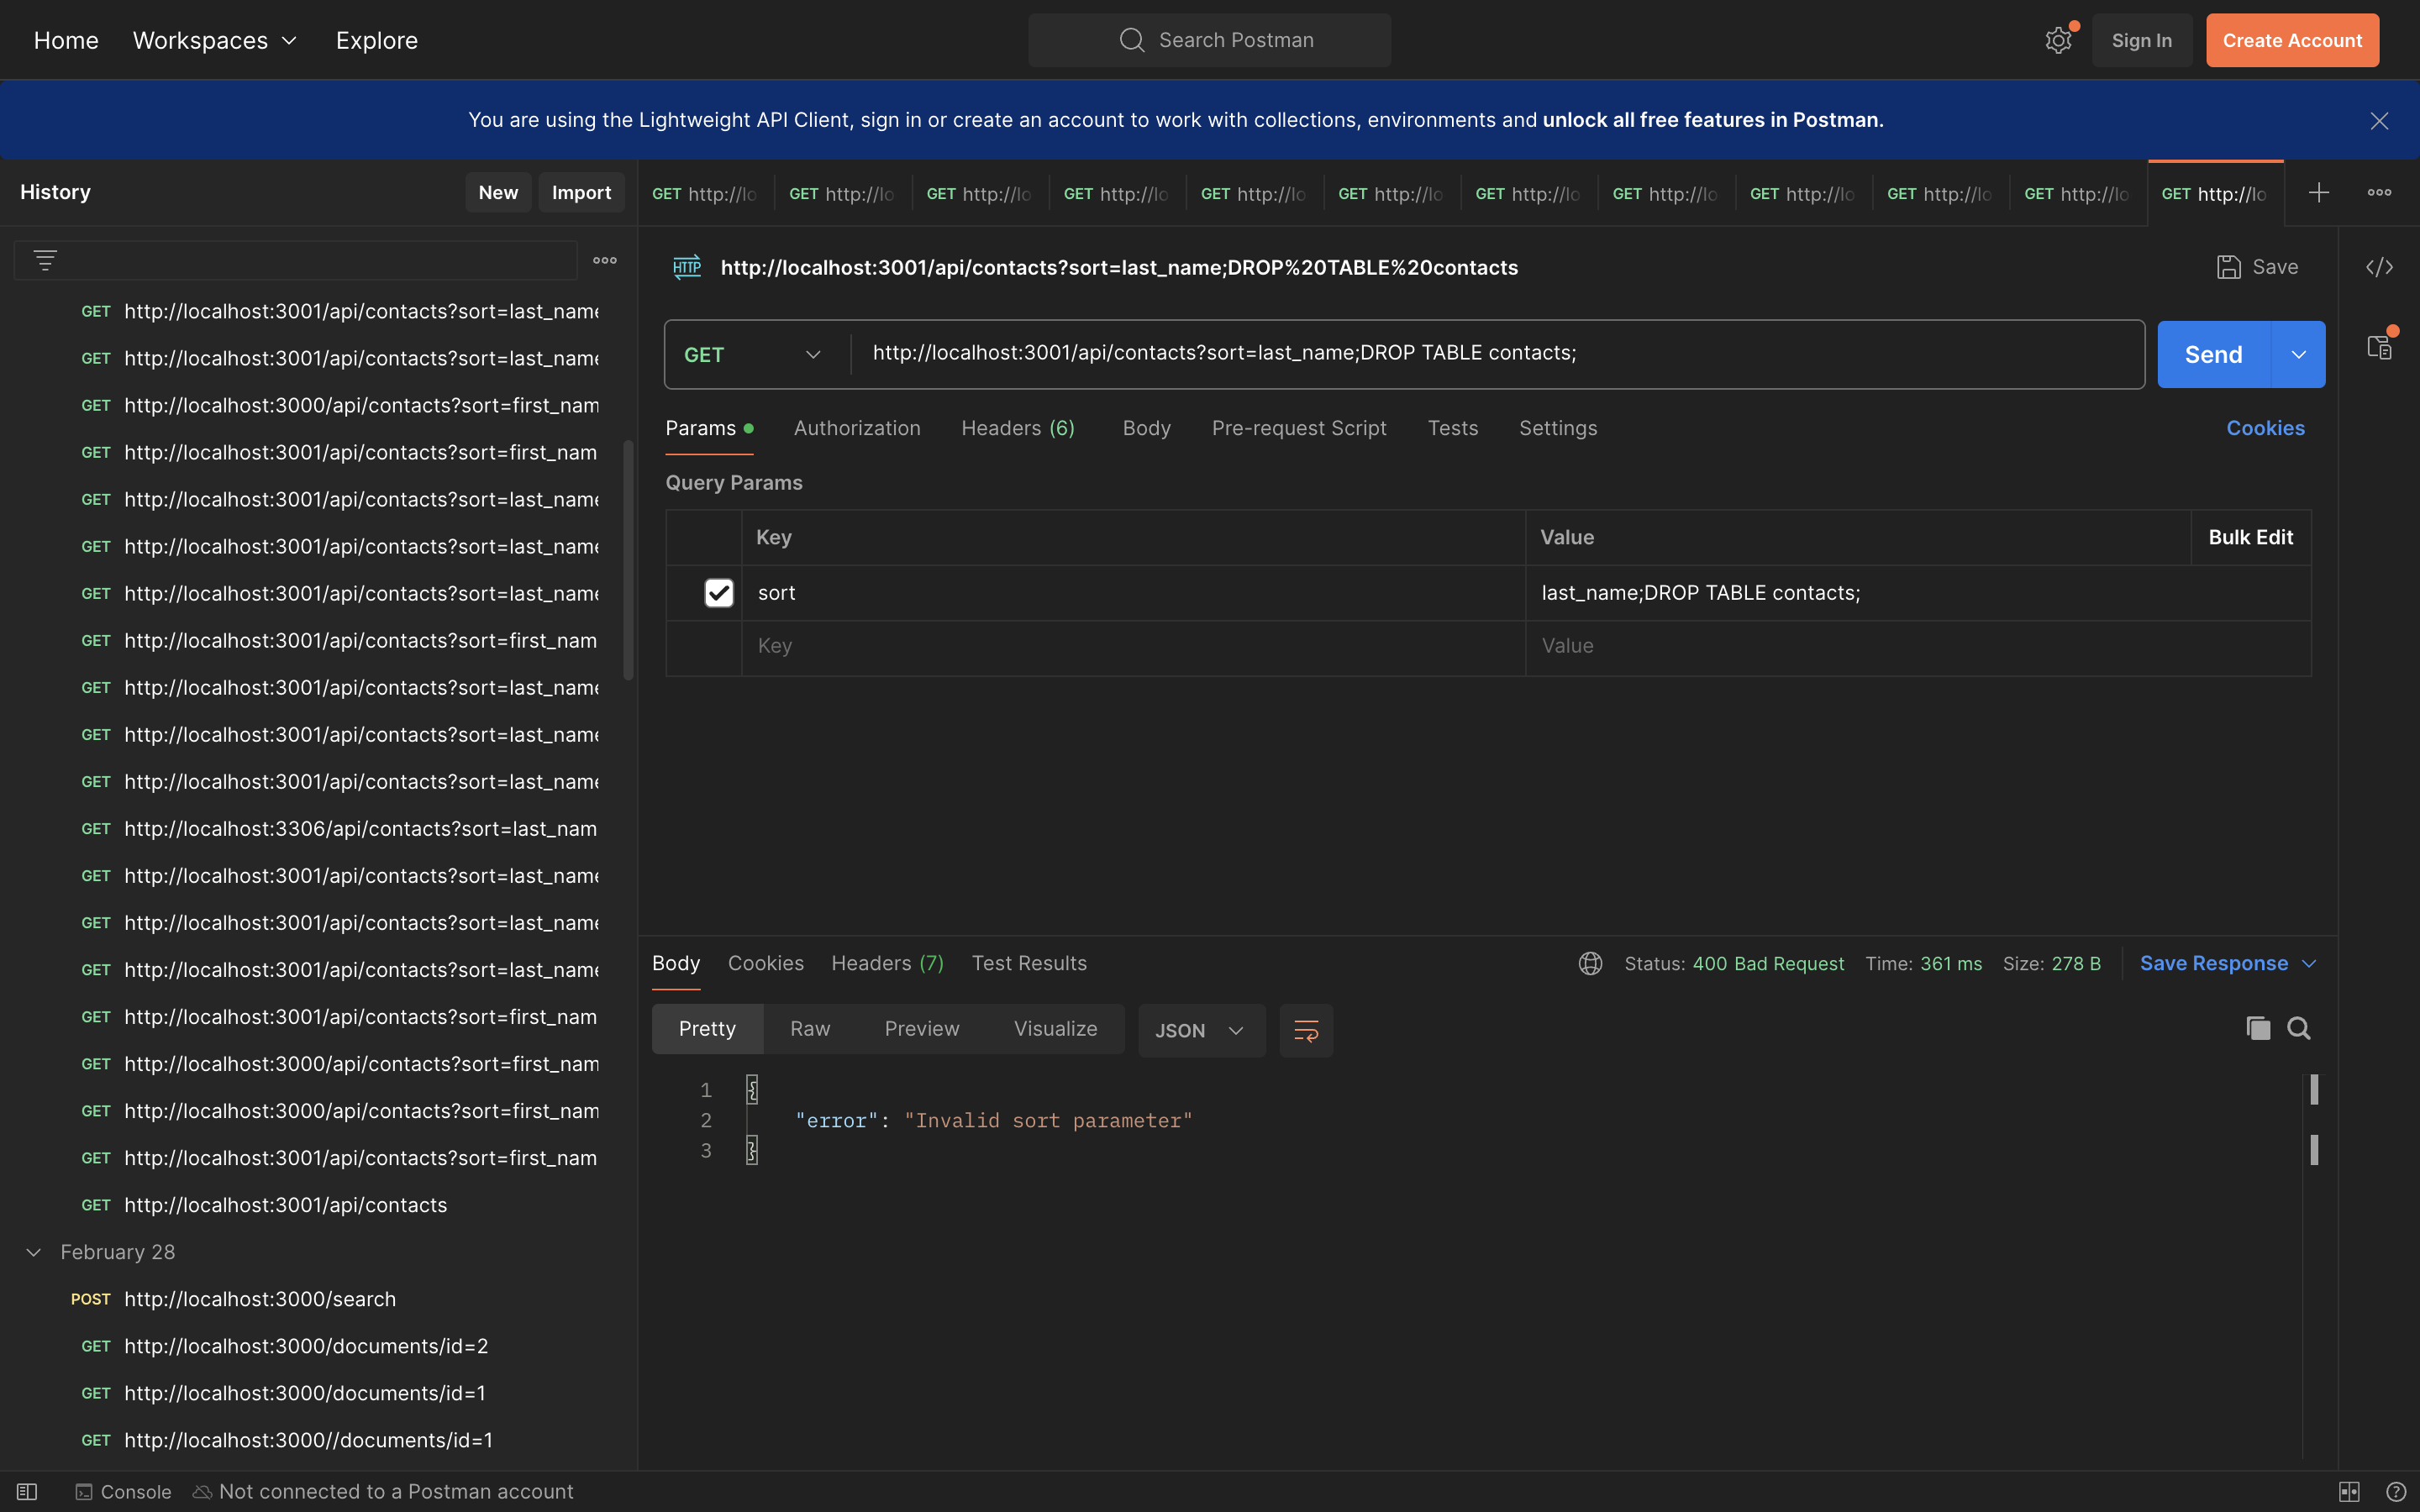 Home Workspaces Explore Search Postman Sign In Create Account
You are using the Lightweight API Client, sign in or create an account to work with collections, environments and unlock all free features in Postman.
History New Import
GET http://localhost:3001/api/contacts?sort=last_name
GET http://localhost:3001/api/contacts?sort=last_name
GET http://localhost:3000/api/contacts?sort=first_nam
GET http://localhost:3001/api/contacts?sort=first_nam
GET http://localhost:3001/api/contacts?sort=last_name
GET http://localhost:3001/api/contacts?sort=last_name
GET http://localhost:3001/api/contacts?sort=last_name
GET http://localhost:3001/api/contacts?sort=first_nam
GET http://localhost:3001/api/contacts?sort=last_name
GET http://localhost:3001/api/contacts?sort=last_name
GET http://localhost:3001/api/contacts?sort=last_name
GET http://localhost:3306/api/contacts?sort=last_nam
GET http://localhost:3001/api/contacts?sort=last_name
GET http://localhost:3001/api/contacts?sort=last_name
GET http://localhost:3001/api/contacts?sort=last_name
GET http://localhost:3001/api/contacts?sort=first_nam
GET http://localhost:3000/api/contacts?sort=first_nam
GET http://localhost:3000/api/contacts?sort=first_nam
GET http://localhost:3001/api/contacts?sort=first_nam
GET http://localhost:3001/api/contacts
February 28
POST http://localhost:3000/search
GET http://localhost:3000/documents/id=2
GET http://localhost:3000/documents/id=1
GET http://localhost:3000//documents/id=1
GET http://lo GET http://lo GET http://lo GET http://lo GET http://lo GET http://lo GET http://lo GET http://lo GET http://lo GET http://lo GET http://lo GET http://lo
HTTP http://localhost:3001/api/contacts?sort=last_name;DROP%20TABLE%20contacts Save
GET http://localhost:3001/api/contacts?sort=last_name;DROP TABLE contacts; Send
Params Authorization Headers (6) Body Pre-request Script Tests Settings Cookies
Query Params
Key Value Bulk Edit
sort last_name;DROP TABLE contacts;
Key Value
Body Cookies Headers (7) Test Results Status: 400 Bad Request Time: 361 ms Size: 278 B Save Response
Pretty Raw Preview Visualize JSON
1 {
2 "error": "Invalid sort parameter"
3 }
Console Not connected to a Postman account